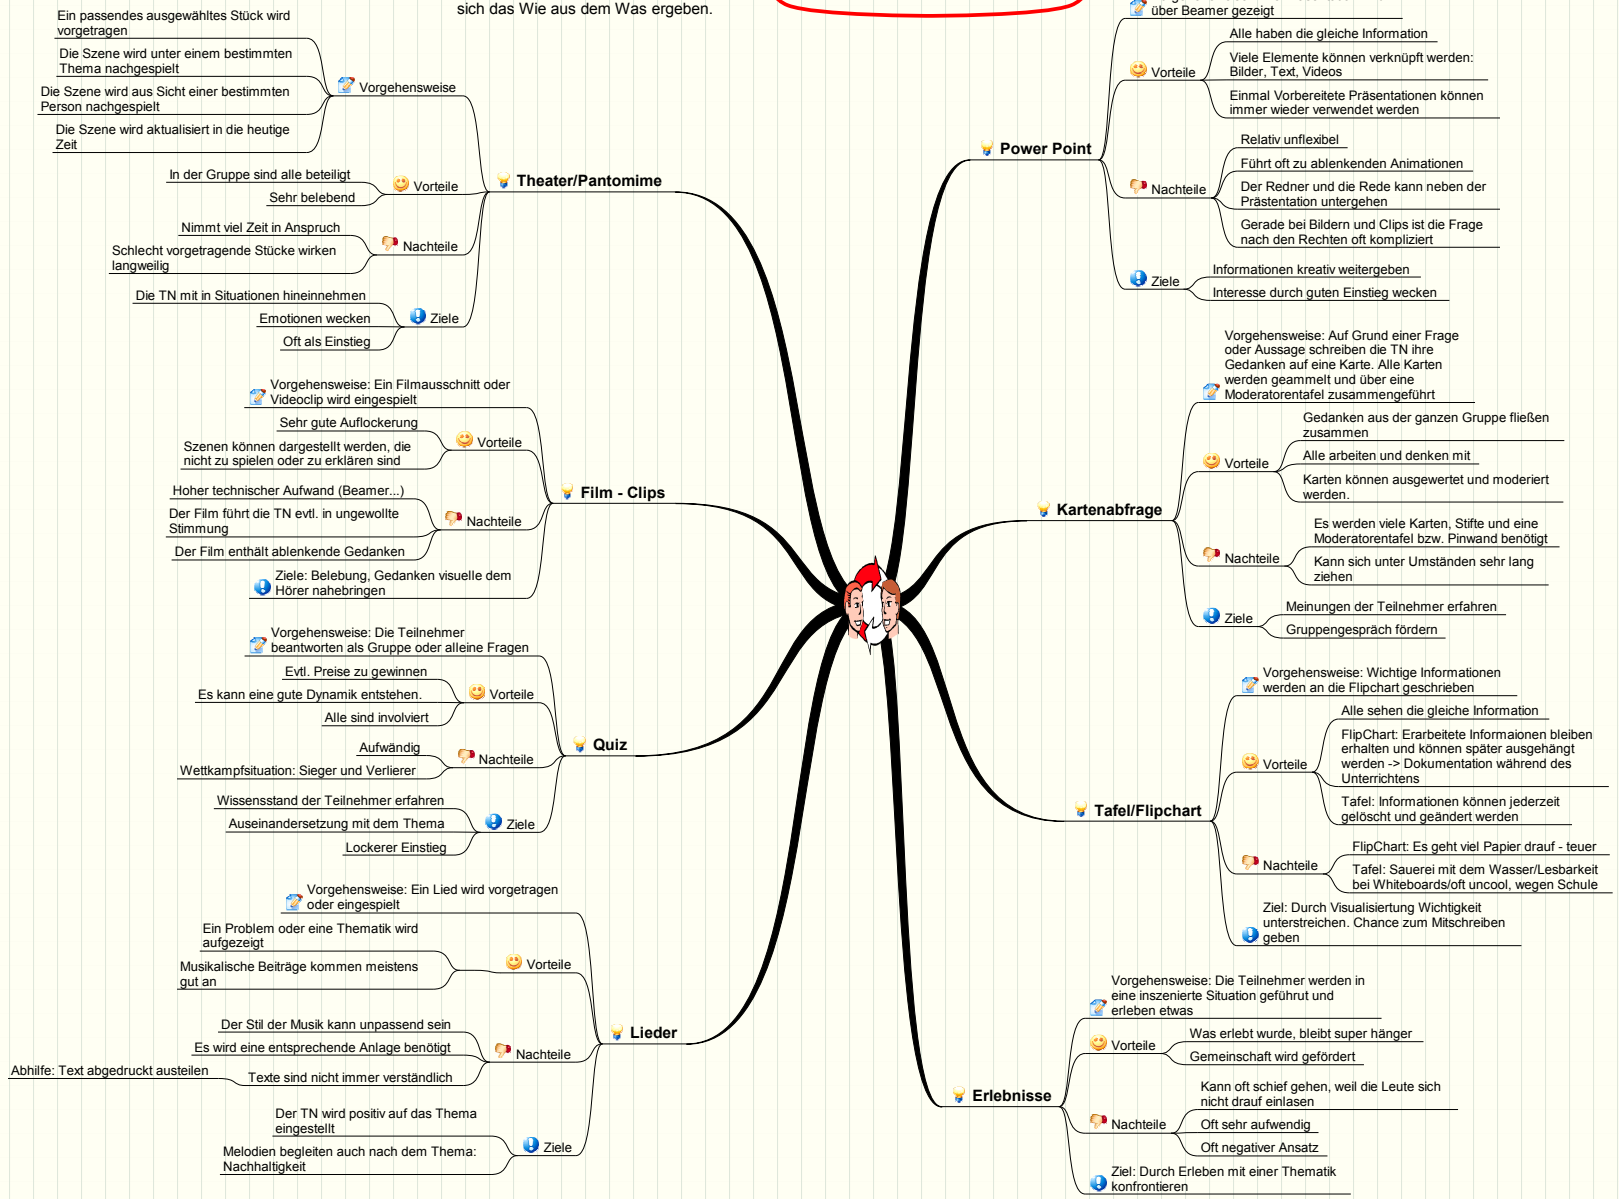 sich das Wie aus dem Was ergeben.
Ein passendes ausgewähltes Stück wird
vorgetragen
Die Szene wird unter einem bestimmten
Thema nachgespielt
Die Szene wird aus Sicht einer bestimmten
Person nachgespielt
Die Szene wird aktualisiert in die heutige
Zeit
Vorgehensweise
In der Gruppe sind alle beteiligt
Sehr belebend
Vorteile
Nimmt viel Zeit in Anspruch
Schlecht vorgetragende Stücke wirken
langweilig
Nachteile
Die TN mit in Situationen hineinnehmen
Emotionen wecken
Oft als Einstieg
Ziele
Theater/Pantomime
Vorgehensweise: Ein Filmausschnitt oder
Videoclip wird eingespielt
Sehr gute Auflockerung
Szenen können dargestellt werden, die
nicht zu spielen oder zu erklären sind
Vorteile
Hoher technischer Aufwand (Beamer...)
Der Film führt die TN evtl. in ungewollte
Stimmung
Der Film enthält ablenkende Gedanken
Nachteile
Ziele: Belebung, Gedanken visuelle dem
Hörer nahebringen
Film - Clips
Vorgehensweise: Die Teilnehmer
beantworten als Gruppe oder alleine Fragen
Evtl. Preise zu gewinnen
Es kann eine gute Dynamik entstehen.
Alle sind involviert
Vorteile
Aufwändig
Wettkampfsituation: Sieger und Verlierer
Nachteile
Wissensstand der Teilnehmer erfahren
Auseinandersetzung mit dem Thema
Lockerer Einstieg
Ziele
Quiz
Vorgehensweise: Ein Lied wird vorgetragen
oder eingespielt
Ein Problem oder eine Thematik wird
aufgezeigt
Musikalische Beiträge kommen meistens
gut an
Vorteile
Der Stil der Musik kann unpassend sein
Es wird eine entsprechende Anlage benötigt
Abhilfe: Text abgedruckt austeilen
Texte sind nicht immer verständlich
Nachteile
Der TN wird positiv auf das Thema
eingestellt
Melodien begleiten auch nach dem Thema:
Nachhaltigkeit
Ziele
Lieder
über Beamer gezeigt
Alle haben die gleiche Information
Viele Elemente können verknüpft werden:
Bilder, Text, Videos
Einmal Vorbereitete Präsentationen können
immer wieder verwendet werden
Vorteile
Power Point
Relativ unflexibel
Führt oft zu ablenkenden Animationen
Der Redner und die Rede kann neben der
Prästentation untergehen
Gerade bei Bildern und Clips ist die Frage
nach den Rechten oft kompliziert
Nachteile
Informationen kreativ weitergeben
Interesse durch guten Einstieg wecken
Ziele
Vorgehensweise: Auf Grund einer Frage
oder Aussage schreiben die TN ihre
Gedanken auf eine Karte. Alle Karten
werden geammelt und über eine
Moderatorentafel zusammengeführt
Gedanken aus der ganzen Gruppe fließen
zusammen
Alle arbeiten und denken mit
Karten können ausgewertet und moderiert
werden.
Vorteile
Kartenabfrage
Es werden viele Karten, Stifte und eine
Moderatorentafel bzw. Pinwand benötigt
Kann sich unter Umständen sehr lang
ziehen
Nachteile
Meinungen der Teilnehmer erfahren
Gruppengespräch fördern
Ziele
Vorgehensweise: Wichtige Informationen
werden an die Flipchart geschrieben
Alle sehen die gleiche Information
FlipChart: Erarbeitete Informaionen bleiben
erhalten und können später ausgehängt
werden -> Dokumentation während des
Unterrichtens
Tafel: Informationen können jederzeit
gelöscht und geändert werden
Vorteile
Tafel/Flipchart
FlipChart: Es geht viel Papier drauf - teuer
Tafel: Sauerei mit dem Wasser/Lesbarkeit
bei Whiteboards/oft uncool, wegen Schule
Nachteile
Ziel: Durch Visualisiertung Wichtigkeit
unterstreichen. Chance zum Mitschreiben
geben
Vorgehensweise: Die Teilnehmer werden in
eine inszenierte Situation geführut und
erleben etwas
Was erlebt wurde, bleibt super hänger
Gemeinschaft wird gefördert
Vorteile
Erlebnisse
Kann oft schief gehen, weil die Leute sich
nicht drauf einlasen
Oft sehr aufwendig
Oft negativer Ansatz
Nachteile
Ziel: Durch Erleben mit einer Thematik
konfrontieren